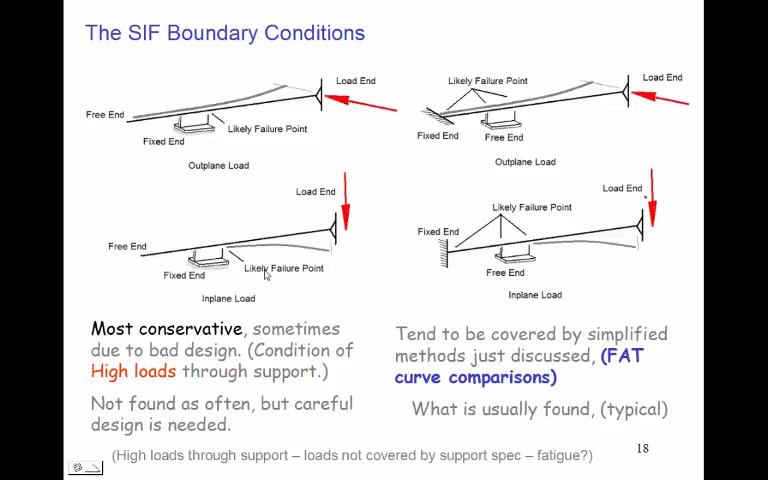 The SIF Boundary Conditions
Load End
Free End
Likely Failure Point
Fixed End
Outplane Load
Likely Failure Point
Load End
Fixed End
Free End
Outplane Load
Load End
Free End
Likely Failure Point
Fixed End
Inplane Load
Load End
Likely Failure Point
Fixed End
Free End
Inplane Load
Most conservative, sometimes
due to bad design. (Condition of
High loads through support.)
Not found as often, but careful
design is needed.
Tend to be covered by simplified
methods just discussed, (FAT
curve comparisons)
What is usually found, (typical)
(High loads through support – loads not covered by support spec – fatigue?)
18